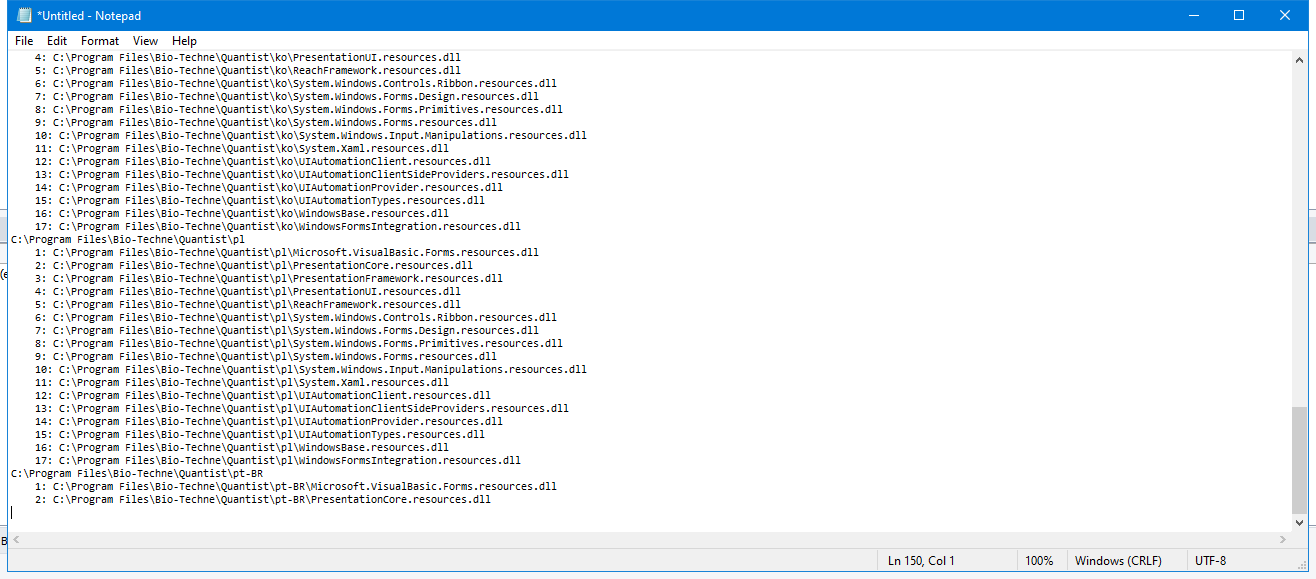 *Untitled - Notepad
File Edit Format View Help
4: C:\Program Files\Bio-Techne\Quantist\ko\PresentationUI.resources.dll
5: C:\Program Files\Bio-Techne\Quantist\ko\ReachFramework.resources.dll
6: C:\Program Files\Bio-Techne\Quantist\ko\System.Windows.Controls.Ribbon.resources.dll
7: C:\Program Files\Bio-Techne\Quantist\ko\System.Windows.Forms.Design.resources.dll
8: C:\Program Files\Bio-Techne\Quantist\ko\System.Windows.Forms.Primitives.resources.dll
9: C:\Program Files\Bio-Techne\Quantist\ko\System.Windows.Forms.resources.dll
10: C:\Program Files\Bio-Techne\Quantist\ko\System.Windows.Input.Manipulations.resources.dll
11: C:\Program Files\Bio-Techne\Quantist\ko\System.Xaml.resources.dll
12: C:\Program Files\Bio-Techne\Quantist\ko\UIAutomationClient.resources.dll
13: C:\Program Files\Bio-Techne\Quantist\ko\UIAutomationClientSideProviders.resources.dll
14: C:\Program Files\Bio-Techne\Quantist\ko\UIAutomationProvider.resources.dll
15: C:\Program Files\Bio-Techne\Quantist\ko\UIAutomationTypes.resources.dll
16: C:\Program Files\Bio-Techne\Quantist\ko\WindowsBase.resources.dll
17: C:\Program Files\Bio-Techne\Quantist\ko\WindowsFormsIntegration.resources.dll
C:\Program Files\Bio-Techne\Quantist\pl
1: C:\Program Files\Bio-Techne\Quantist\pl\Microsoft.VisualBasic.Forms.resources.dll
2: C:\Program Files\Bio-Techne\Quantist\pl\PresentationCore.resources.dll
3: C:\Program Files\Bio-Techne\Quantist\pl\PresentationFramework.resources.dll
4: C:\Program Files\Bio-Techne\Quantist\pl\PresentationUI.resources.dll
5: C:\Program Files\Bio-Techne\Quantist\pl\ReachFramework.resources.dll
6: C:\Program Files\Bio-Techne\Quantist\pl\System.Windows.Controls.Ribbon.resources.dll
7: C:\Program Files\Bio-Techne\Quantist\pl\System.Windows.Forms.Design.resources.dll
8: C:\Program Files\Bio-Techne\Quantist\pl\System.Windows.Forms.Primitives.resources.dll
9: C:\Program Files\Bio-Techne\Quantist\pl\System.Windows.Forms.resources.dll
10: C:\Program Files\Bio-Techne\Quantist\pl\System.Windows.Input.Manipulations.resources.dll
11: C:\Program Files\Bio-Techne\Quantist\pl\System.Xaml.resources.dll
12: C:\Program Files\Bio-Techne\Quantist\pl\UIAutomationClient.resources.dll
13: C:\Program Files\Bio-Techne\Quantist\pl\UIAutomationClientSideProviders.resources.dll
14: C:\Program Files\Bio-Techne\Quantist\pl\UIAutomationProvider.resources.dll
15: C:\Program Files\Bio-Techne\Quantist\pl\UIAutomationTypes.resources.dll
16: C:\Program Files\Bio-Techne\Quantist\pl\WindowsBase.resources.dll
17: C:\Program Files\Bio-Techne\Quantist\pl\WindowsFormsIntegration.resources.dll
C:\Program Files\Bio-Techne\Quantist\pt-BR
1: C:\Program Files\Bio-Techne\Quantist\pt-BR\Microsoft.VisualBasic.Forms.resources.dll
2: C:\Program Files\Bio-Techne\Quantist\pt-BR\PresentationCore.resources.dll
Ln 150, Col 1 100% Windows (CRLF) UTF-8